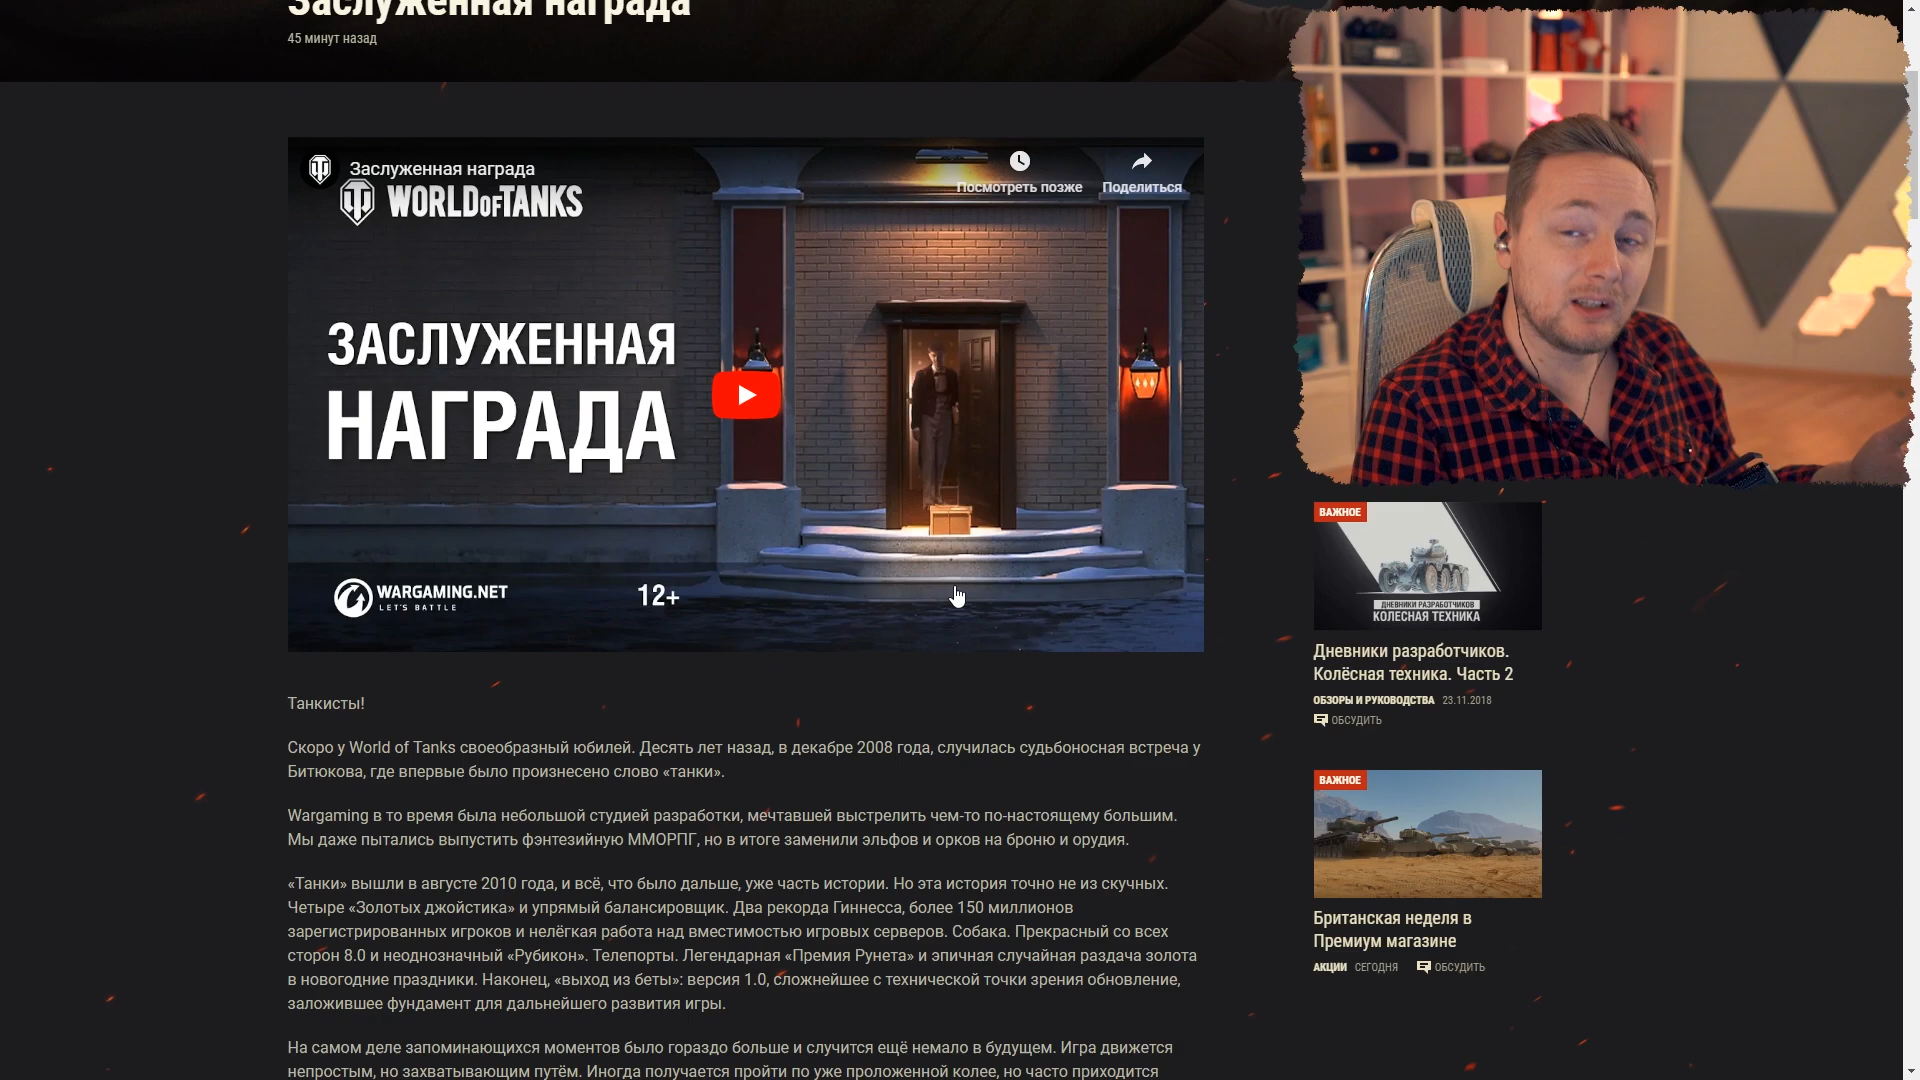 Заслуженная награда
45 минут назад
Заслуженная награда
Посмотреть позже
Поделиться
WORLD OF TANKS
ЗАСЛУЖЕННАЯ
НАГРАДА
WARGAMING.NET
LET'S BATTLE
12+
Танкисты!
Скоро у World of Tanks своеобразный юбилей. Десять лет назад, в декабре 2008 года, случилась судьбоносная встреча у
Битюкова, где впервые было произнесено слово «танки».
Wargaming в то время была небольшой студией разработки, мечтавшей выстрелить чем-то по-настоящему большим.
Мы даже пытались выпустить фэнтезийную ММОРПГ, но в итоге заменили эльфов и орков на броню и орудия.
«Танки» вышли в августе 2010 года, и всё, что было дальше, уже часть истории. Но эта история точно не из скучных.
Четыре «Золотых джойстика» и упрямый балансировщик. Два рекорда Гиннесса, более 150 миллионов
зарегистрированных игроков и нелёгкая работа над вместимостью игровых серверов. Собака. Прекрасный со всех
сторон 8.0 и неоднозначный «Рубикон». Телепорты. Легендарная «Премия Рунета» и эпичная случайная раздача золота
в новогодние праздники. Наконец, «выход из беты»: версия 1.0, сложнейшее с технической точки зрения обновление,
заложившее фундамент для дальнейшего развития игры.
На самом деле запоминающихся моментов было гораздо больше и случится ещё немало в будущем. Игра движется
непростым, но захватывающим путём. Иногда получается пройти по уже проложенной колее, но часто приходится
ВАЖНОЕ
ДНЕВНИКИ РАЗРАБОТЧИКОВ
КОЛЕСНАЯ ТЕХНИКА
Дневники разработчиков.
Колёсная техника. Часть 2
ОБЗОРЫ И РУКОВОДСТВА 23.11.2018
ОБСУДИТЬ
ВАЖНОЕ
Британская неделя в
Премиум магазине
АКЦИИ СЕГОДНЯ ОБСУДИТЬ